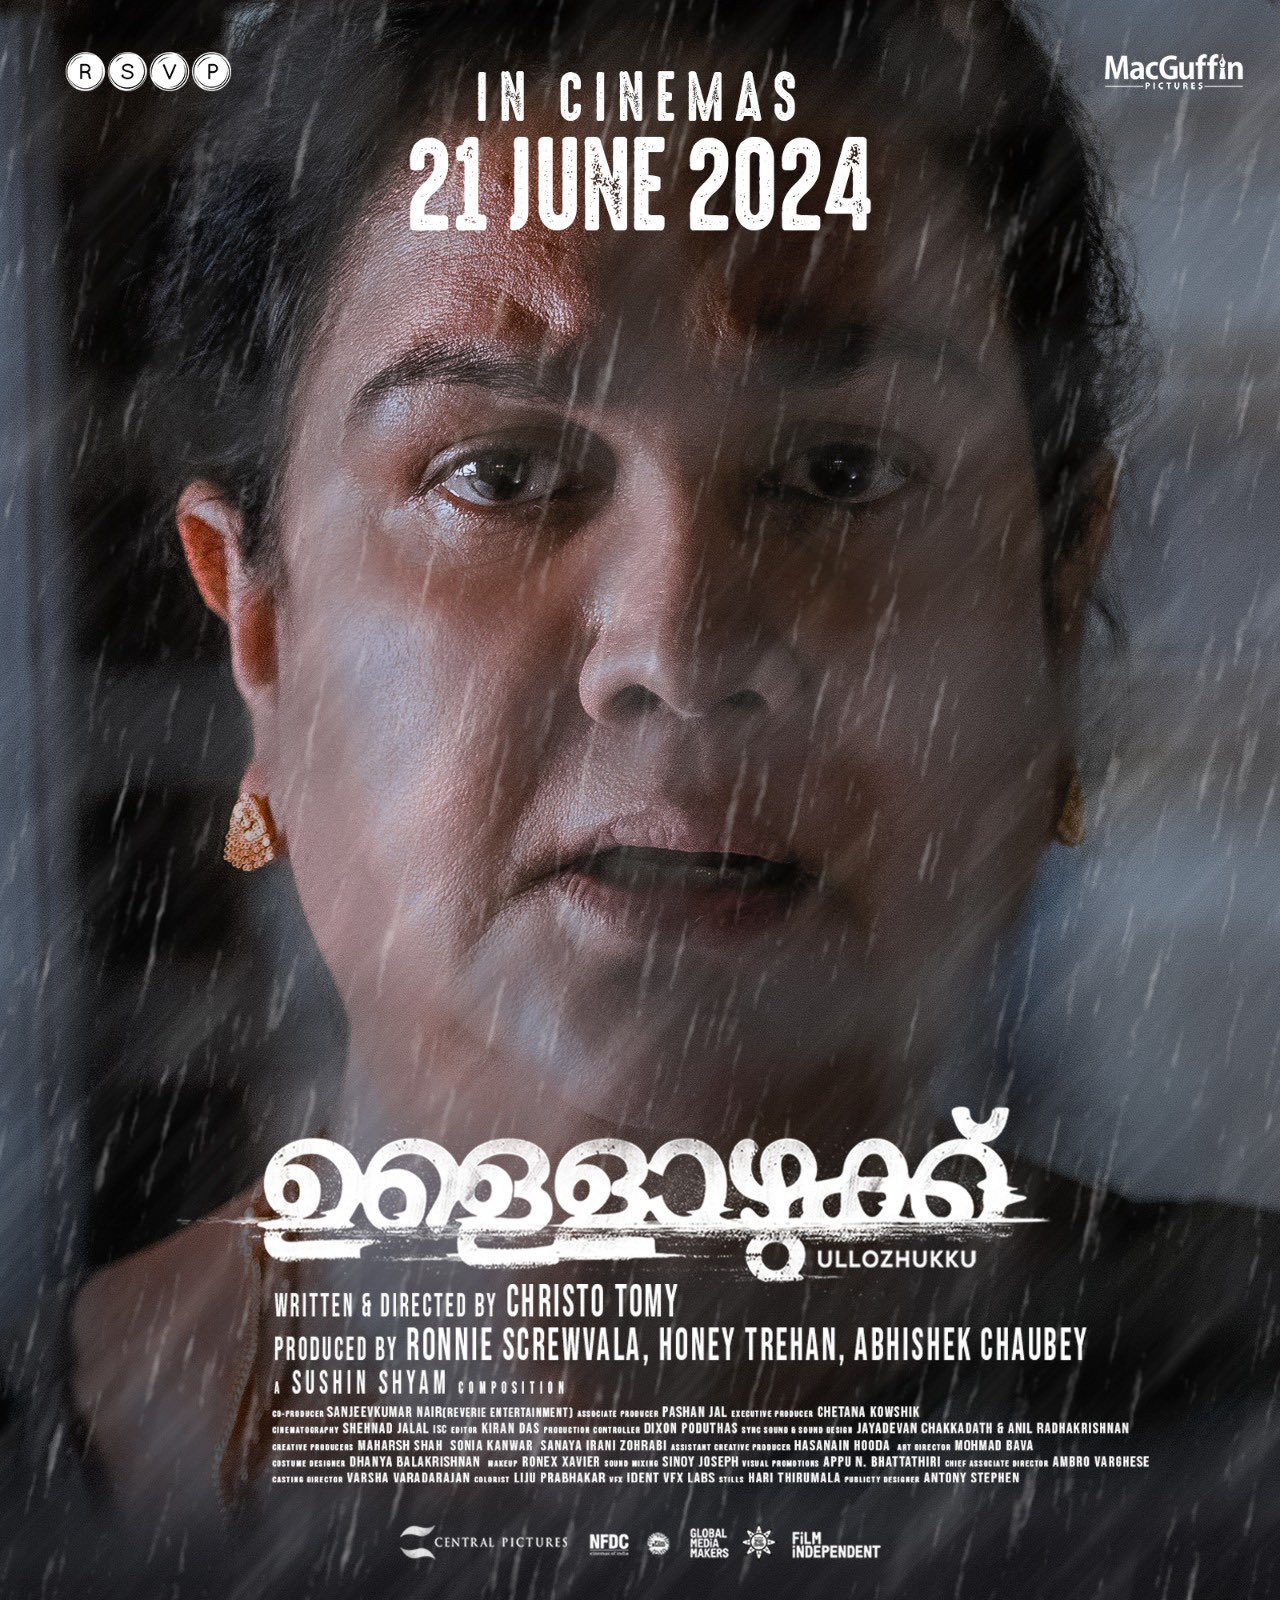 R S V P
MacGuffin
PICTURES
IN CINEMAS
21 JUNE 2024
ഉള്ളൊഴുക്ക്
ULLOZHUKKU
WRITTEN & DIRECTED BY CHRISTO TOMY
PRODUCED BY RONNIE SCREWVALA, HONEY TREHAN, ABHISHEK CHAUBEY
A SUSHIN SHYAM COMPOSITION
CO-PRODUCER SANJEEVKUMAR NAIR(REVERIE ENTERTAINMENT) ASSOCIATE PRODUCER PASHAN JAL EXECUTIVE PRODUCER CHETANA KOWSHIK
CINEMATOGRAPHY SHEHNAD JALAL ISC EDITOR KIRAN DAS PRODUCTION CONTROLLER DIXON PODUTHAS SYNC SOUND & SOUND DESIGN JAYADEVAN CHAKKADATH & ANIL RADHAKRISHNAN
CREATIVE PRODUCERS MAHARSH SHAH SONIA KANWAR SANAYA IRANI ZOHRABI ASSISTANT CREATIVE PRODUCER HASANAIN HOODA ART DIRECTOR MOHMAD BAVA
COSTUME DESIGNER DHANYA BALAKRISHNAN MAKEUP RONEX XAVIER SOUND MIXING SINOY JOSEPH VISUAL PROMOTIONS APPU N. BHATTATHIRI CHIEF ASSOCIATE DIRECTOR AMBRO VARGHESE
CASTING DIRECTOR VARSHA VARADARAJAN COLORIST LIJU PRABHAKAR VFX IDENT VFX LABS STILLS HARI THIRUMALA PUBLICTY DESIGNER ANTONY STEPHEN
CENTRAL PICTURES
NFDC
cinemas of india
GLOBAL MEDIA MAKERS
FiLM iNDEPENDENT